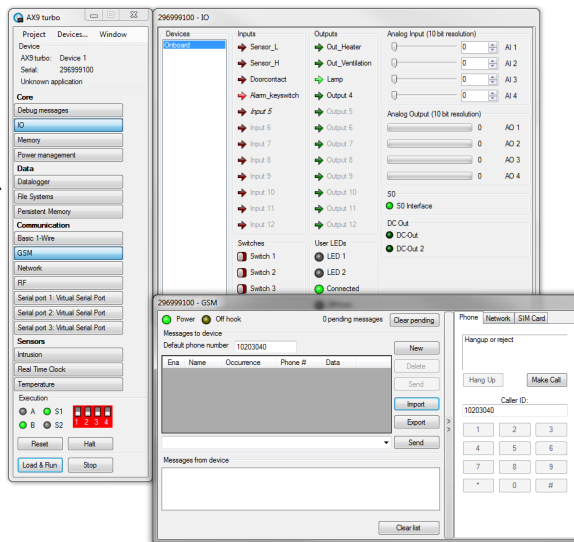 AX9 turbo
Project Devices... Window
Device
AX9 turbo: Device 1
Serial: 296999100
Unknown application
Core
Debug messages
IO
Memory
Power management
Data
Datalogger
File Systems
Persistent Memory
Communication
Basic 1-Wire
GSM
Network
RF
Serial port 1: Virtual Serial Port
Serial port 2: Virtual Serial Port
Serial port 3: Virtual Serial Port
Sensors
Intrusion
Real Time Clock
Temperature
Execution
A S1
B S2
1 2 3 4
Reset Halt
Load & Run Stop
296999100 - IO
Devices
Onboard
Inputs
Sensor_L
Sensor_H
Doorcontact
Alarm_keyswitch
Input 5
Input 6
Input 7
Input 8
Input 9
Input 10
Input 11
Input 12
Switches
Switch 1
Switch 2
Switch 3
Outputs
Out_Heater
Out_Ventilation
Lamp
Output 4
Output 5
Output 6
Output 7
Output 8
Output 9
Output 10
Output 11
Output 12
User LEDs
LED 1
LED 2
Connected
Analog Input (10 bit resolution)
0 AI 1
0 AI 2
0 AI 3
0 AI 4
Analog Output (10 bit resolution)
0 AO 1
0 AO 2
0 AO 3
0 AO 4
S0
S0 Interface
DC Out
DC-Out
DC-Out 2
296999100 - GSM
Power Off hook 0 pending messages Clear pending
Messages to device
Default phone number 10203040 New
Ena Name Occurrence Phone # Data
Delete
Send
Import
Export
Send
Messages from device
Clear list
>
>
Phone Network SIM Card
Hangup or reject
Hang Up Make Call
Caller ID:
10203040
1 2 3
4 5 6
7 8 9
* 0 #